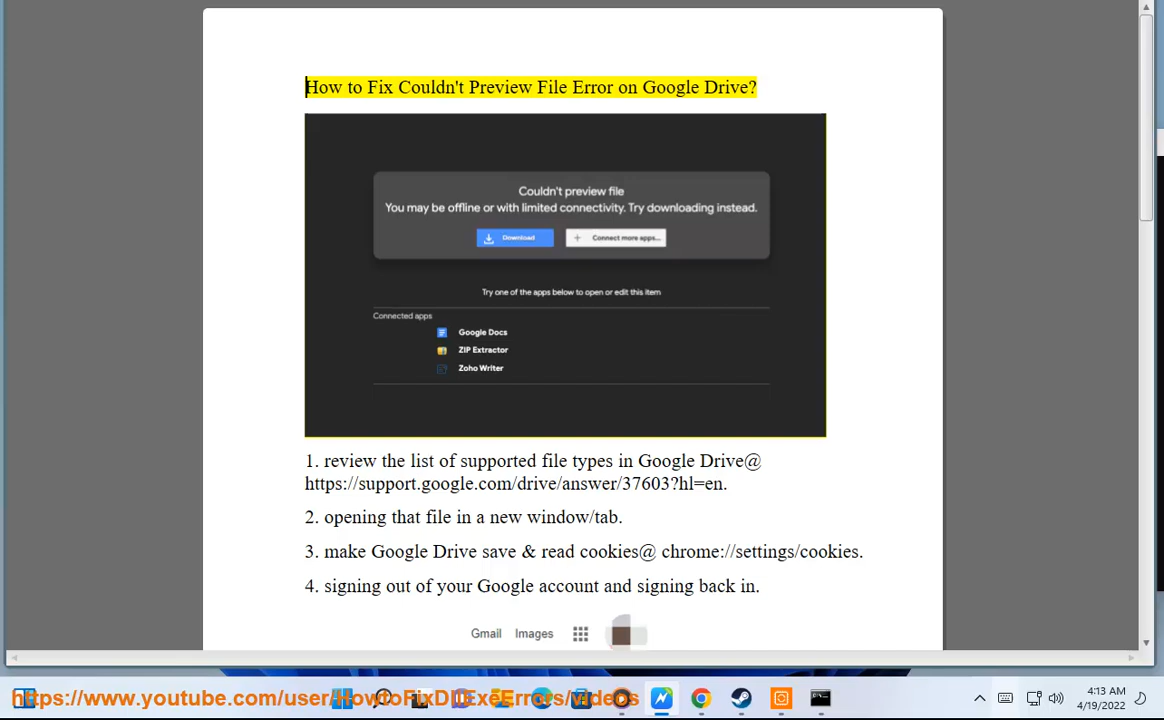 How to Fix Couldn't Preview File Error on Google Drive?
Couldn't preview file
You may be offline or with limited connectivity. Try downloading instead.
Download
+ Connect more apps...
Try one of the apps below to open or edit this item
Connected apps
Google Docs
ZIP Extractor
Zoho Writer
1. review the list of supported file types in Google Drive@
https://support.google.com/drive/answer/37603?hl=en.
2. opening that file in a new window/tab.
3. make Google Drive save & read cookies@ chrome://settings/cookies.
4. signing out of your Google account and signing back in.
Gmail Images
https://www.youtube.com/user/HowtoFixDllExeErrors/videos
4:13 AM
4/19/2022